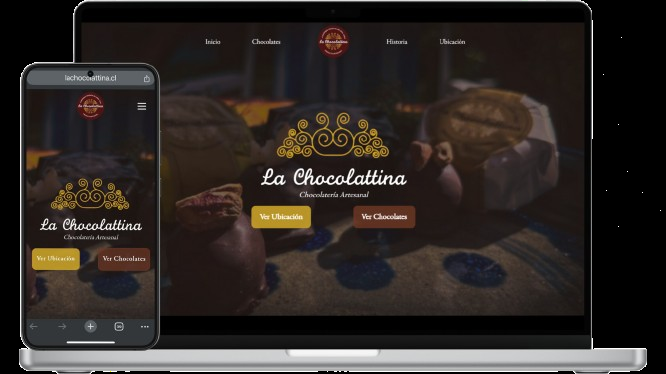 Inicio
Chocolates
La Chocolattina
Historia
Ubicación
La Chocolattina
Chocolatería Artesanal
Ver Ubicación
Ver Chocolates
lachocolattina.cl
La Chocolattina
La Chocolattina
Chocolatería Artesanal
Ver Ubicación
Ver Chocolates